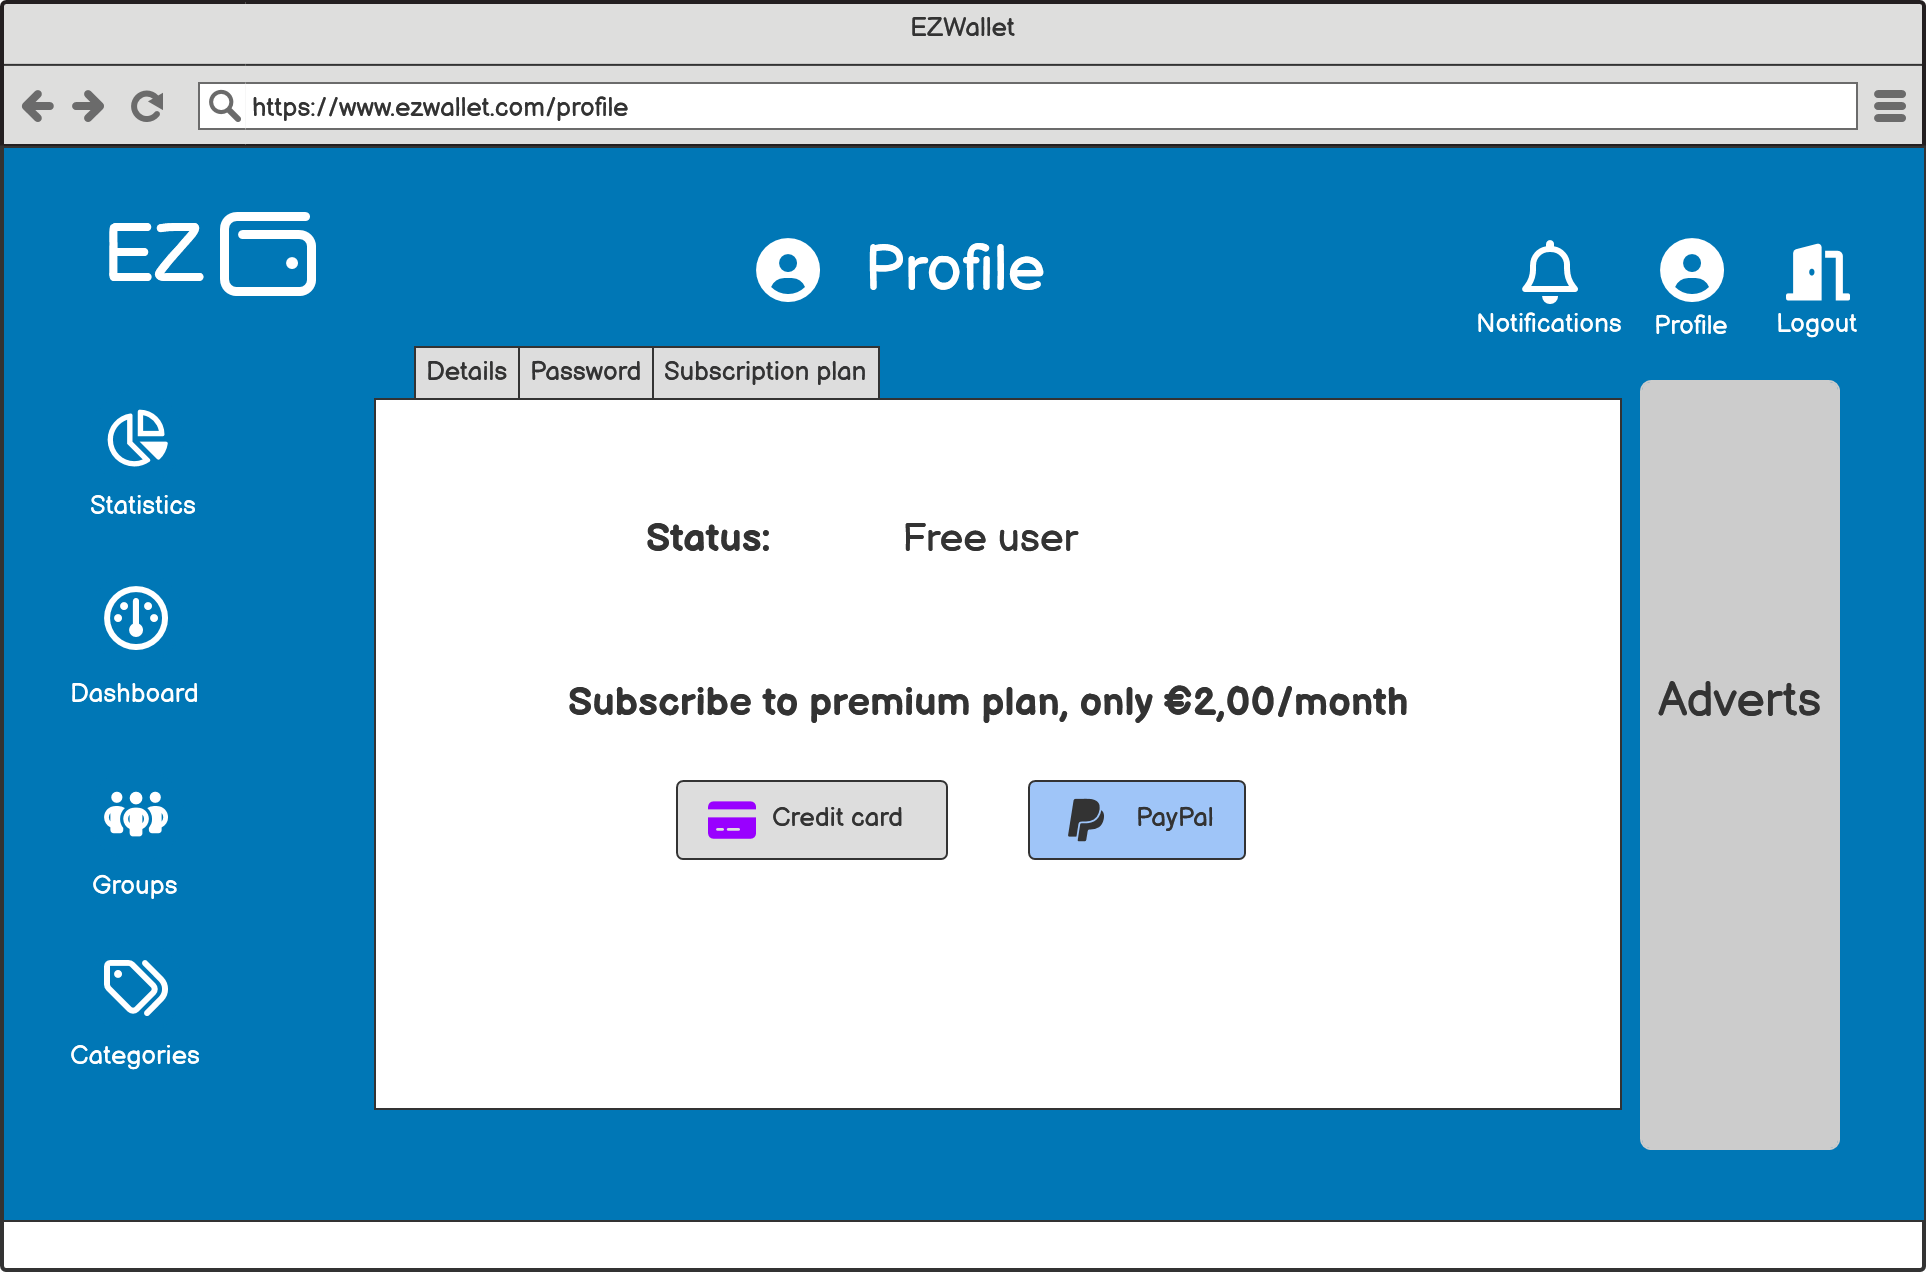 EZWallet
https://www.ezwallet.com/profile
EZ
Profile
Notifications
Profile
Logout
Details
Password
Subscription plan
Statistics
Dashboard
Groups
Categories
Status:
Free user
Subscribe to premium plan, only €2,00/month
Credit card
PayPal
Adverts